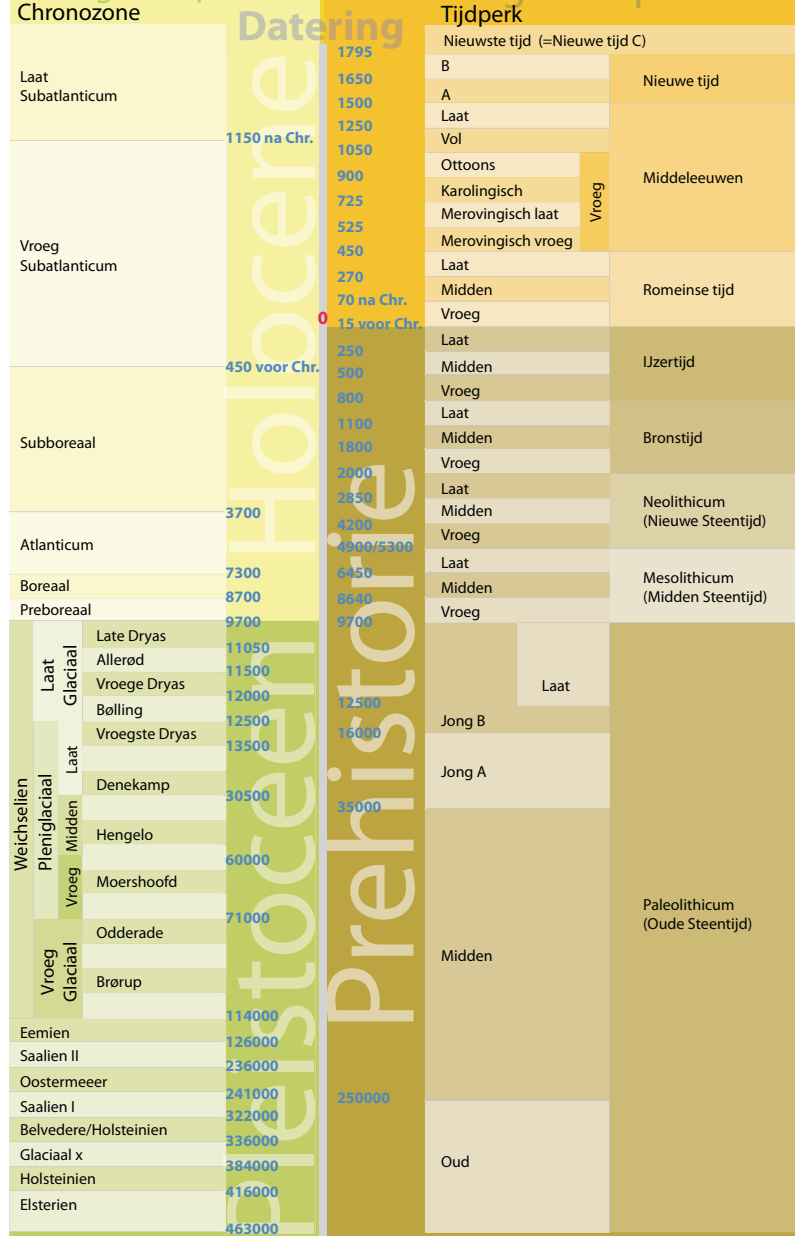 Chronozone
Datering
Tijdperk
Holocene
Pleistoceen
Prehistorie
Laat
Subatlanticum
1150 na Chr.
Vroeg
Subatlanticum
450 voor Chr.
Subboreaal
3700
Atlanticum
7300
Boreaal
8700
Preboreaal
9700
Weichselien
Laat
Glaciaal
Late Dryas
11050
Allerød
11500
Vroege Dryas
12000
Bølling
12500
Pleniglaciaal
Laat
Vroegste Dryas
13500
Denekamp
30500
Midden
Hengelo
60000
Vroeg
Moershoofd
71000
Vroeg
Glaciaal
Odderade
Brørup
114000
Eemien
126000
Saalien II
236000
Oostermeeer
241000
Saalien I
322000
Belvedere/Holsteinien
336000
Glaciaal x
384000
Holsteinien
416000
Elsterien
463000
Nieuwste tijd (=Nieuwe tijd C)
1795
B
1650
A
1500
Nieuwe tijd
Laat
1250
Vol
1050
Ottoons
900
Karolingisch
725
Merovingisch laat
525
Merovingisch vroeg
450
Vroeg
Middeleeuwen
Laat
270
Midden
70 na Chr.
Vroeg
0
15 voor Chr.
Romeinse tijd
Laat
250
Midden
500
Vroeg
800
IJzertijd
Laat
1100
Midden
1800
Vroeg
2000
Bronstijd
Laat
2850
Midden
4200
Vroeg
4900/5300
Neolithicum
(Nieuwe Steentijd)
Laat
6450
Midden
8640
Vroeg
9700
Mesolithicum
(Midden Steentijd)
Laat
12500
Jong B
16000
Jong A
35000
Midden
250000
Oud
Paleolithicum
(Oude Steentijd)